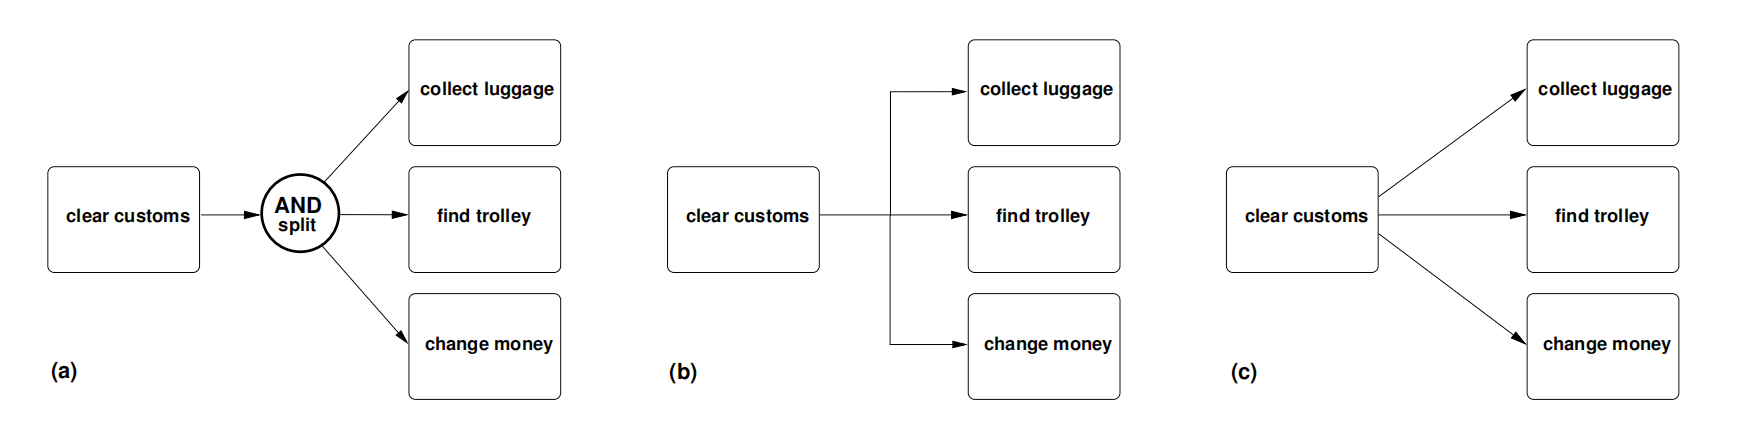 collect luggage
clear customs
AND
split
find trolley
change money
(a)
collect luggage
clear customs
find trolley
change money
(b)
collect luggage
clear customs
find trolley
change money
(c)